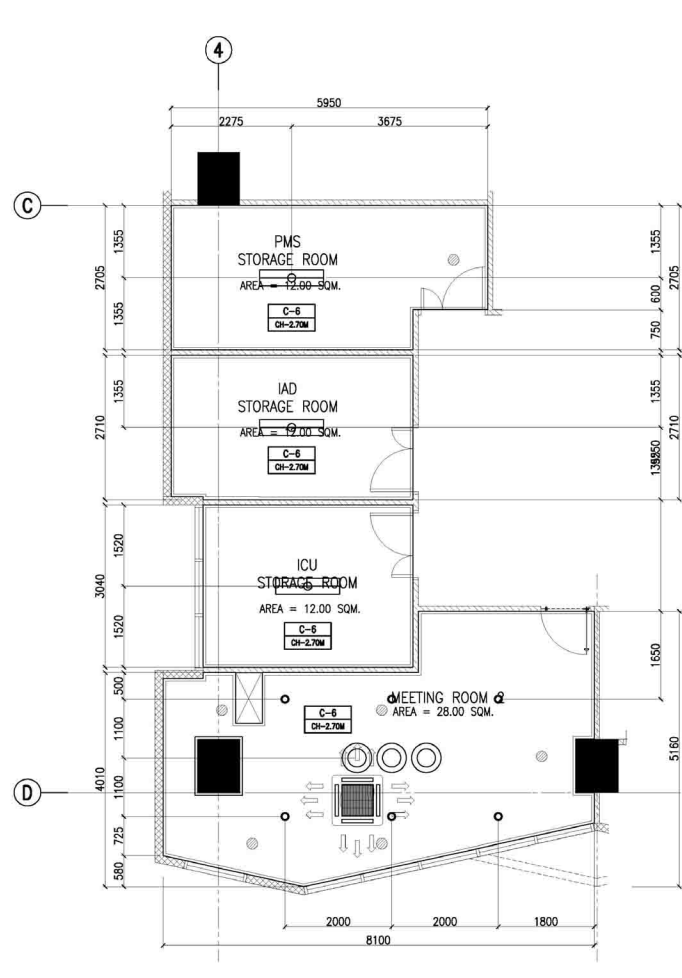 4
5950
2275
3675
C
1355
1355
2705
1355
600
2705
750
PMS
STORAGE ROOM
AREA = 12.00 SQM.
C-6
CH-2.70M
1355
2710
1355
2710
IAD
STORAGE ROOM
AREA = 12.00 SQM.
C-6
CH-2.70M
1520
3040
1520
ICU
STORAGE ROOM
AREA = 12.00 SQM.
C-6
CH-2.70M
1650
500
1100
4010
1100
725
580
5160
MEETING ROOM 2
AREA = 28.00 SQM.
C-6
CH-2.70M
D
2000
2000
1800
8100